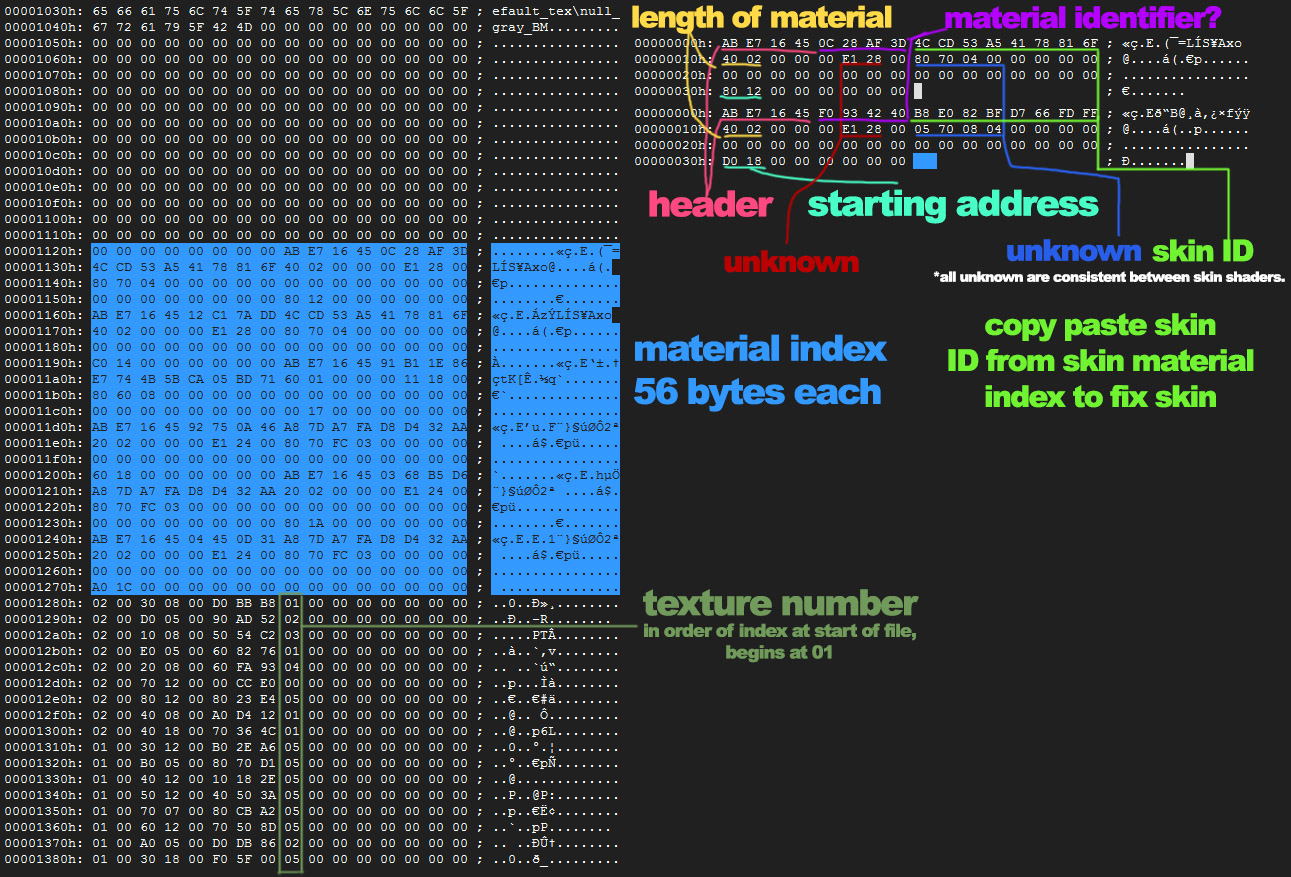 00001030h: 65 66 61 75 6C 74 5F 74 65 78 5C 6E 75 6C 6C 5F ; efault_tex\null_
00001040h: 67 72 61 79 5F 42 4D 00 00 00 00 00 00 00 00 00 ; gray_BM.........
00001050h: 00 00 00 00 00 00 00 00 00 00 00 00 00 00 00 00 ; ................
00001060h: 00 00 00 00 00 00 00 00 00 00 00 00 00 00 00 00 ; ................
00001070h: 00 00 00 00 00 00 00 00 00 00 00 00 00 00 00 00 ; ................
00001080h: 00 00 00 00 00 00 00 00 00 00 00 00 00 00 00 00 ; ................
00001090h: 00 00 00 00 00 00 00 00 00 00 00 00 00 00 00 00 ; ................
000010a0h: 00 00 00 00 00 00 00 00 00 00 00 00 00 00 00 00 ; ................
000010b0h: 00 00 00 00 00 00 00 00 00 00 00 00 00 00 00 00 ; ................
000010c0h: 00 00 00 00 00 00 00 00 00 00 00 00 00 00 00 00 ; ................
000010d0h: 00 00 00 00 00 00 00 00 00 00 00 00 00 00 00 00 ; ................
000010e0h: 00 00 00 00 00 00 00 00 00 00 00 00 00 00 00 00 ; ................
000010f0h: 00 00 00 00 00 00 00 00 00 00 00 00 00 00 00 00 ; ................
00001100h: 00 00 00 00 00 00 00 00 00 00 00 00 00 00 00 00 ; ................
00001110h: 00 00 00 00 00 00 00 00 00 00 00 00 00 00 00 00 ; ................
00001120h: 00 00 00 00 00 00 00 00 AB E7 16 45 0C 28 AF 3D ; ........«ç.E.(¯=
00001130h: 4C CD 53 A5 41 78 81 6F 40 02 00 00 00 E1 28 00 ; LÍS¥Axo@....á(.
00001140h: 80 70 04 00 00 00 00 00 00 00 00 00 00 00 00 00 ; €p..............
00001150h: 00 00 00 00 00 00 00 00 80 12 00 00 00 00 00 00 ; ........€.......
00001160h: AB E7 16 45 12 C1 7A DD 4C CD 53 A5 41 78 81 6F ; «ç.E.ÁzÝLÍS¥Axo
00001170h: 40 02 00 00 00 E1 28 00 80 70 04 00 00 00 00 00 ; @....á(.€p......
00001180h: 00 00 00 00 00 00 00 00 00 00 00 00 00 00 00 00 ; ................
00001190h: C0 14 00 00 00 00 00 00 AB E7 16 45 91 B1 1E 86 ; À.......«ç.E‘±.†
000011a0h: E7 74 4B 5B CA 05 BD 71 60 01 00 00 00 11 18 00 ; çtK[Ê.½q`.......
000011b0h: 80 60 08 00 00 00 00 00 00 00 00 00 00 00 00 00 ; €`..............
000011c0h: 00 00 00 00 00 00 00 00 00 17 00 00 00 00 00 00 ; ................
000011d0h: AB E7 16 45 92 75 0A 46 A8 7D A7 FA D8 D4 32 AA ; «ç.E’u.F¨}§úØÔ2ª
000011e0h: 20 02 00 00 00 E1 24 00 80 70 FC 03 00 00 00 00 ;  ....á$.€pü.....
000011f0h: 00 00 00 00 00 00 00 00 00 00 00 00 00 00 00 00 ; ................
00001200h: 60 18 00 00 00 00 00 00 AB E7 16 45 03 68 B5 D6 ; `.......«ç.E.hµÖ
00001210h: A8 7D A7 FA D8 D4 32 AA 20 02 00 00 00 E1 24 00 ; ¨}§úØÔ2ª ....á$.
00001220h: 80 70 FC 03 00 00 00 00 00 00 00 00 00 00 00 00 ; €pü.............
00001230h: 00 00 00 00 00 00 00 00 80 1A 00 00 00 00 00 00 ; ........€.......
00001240h: AB E7 16 45 04 45 0D 31 A8 7D A7 FA D8 D4 32 AA ; «ç.E.E.1¨}§úØÔ2ª
00001250h: 20 02 00 00 00 E1 24 00 80 70 FC 03 00 00 00 00 ;  ....á$.€pü.....
00001260h: 00 00 00 00 00 00 00 00 00 00 00 00 00 00 00 00 ; ................
00001270h: A0 1C 00 00 00 00 00 00 00 00 00 00 00 00 00 00 ;  ...............
00001280h: 02 00 30 08 00 D0 BB B8 01 00 00 00 00 00 00 00 ; ..0..Ð»¸........
00001290h: 02 00 D0 05 00 90 AD 52 02 00 00 00 00 00 00 00 ; ..Ð..-R........
000012a0h: 02 00 10 08 00 50 54 C2 03 00 00 00 00 00 00 00 ; .....PTÂ........
000012b0h: 02 00 E0 05 00 60 82 76 01 00 00 00 00 00 00 00 ; ..à..`‚v........
000012c0h: 02 00 20 08 00 60 FA 93 04 00 00 00 00 00 00 00 ; .. ..`ú“........
000012d0h: 02 00 70 12 00 00 CC E0 00 00 00 00 00 00 00 00 ; ..p...Ìà........
000012e0h: 02 00 80 12 00 80 23 E4 05 00 00 00 00 00 00 00 ; ..€..€#ä........
000012f0h: 02 00 40 08 00 A0 D4 12 01 00 00 00 00 00 00 00 ; ..@.. Ô.........
00001300h: 02 00 40 18 00 70 36 4C 01 00 00 00 00 00 00 00 ; ..@..p6L........
00001310h: 01 00 30 12 00 B0 2E A6 05 00 00 00 00 00 00 00 ; ..0..°.¦........
00001320h: 01 00 B0 05 00 80 70 D1 05 00 00 00 00 00 00 00 ; ..°..€pÑ........
00001330h: 01 00 40 12 00 10 18 2E 05 00 00 00 00 00 00 00 ; ..@.............
00001340h: 01 00 50 12 00 40 50 3A 05 00 00 00 00 00 00 00 ; ..P..@P:........
00001350h: 01 00 70 07 00 80 CB A2 05 00 00 00 00 00 00 00 ; ..p..€Ë¢........
00001360h: 01 00 60 12 00 70 50 8D 05 00 00 00 00 00 00 00 ; ..`..pP........
00001370h: 01 00 A0 05 00 D0 DB 86 02 00 00 00 00 00 00 00 ; .. ..ÐÛ†........
00001380h: 01 00 30 18 00 F0 5F 00 05 00 00 00 00 00 00 00 ; ..0..ð_.........
length of material
material identifier?
00000000h: AB E7 16 45 0C 28 AF 3D 4C CD 53 A5 41 78 81 6F ; «ç.E.(¯=LÍS¥Axo
00000010h: 40 02 00 00 00 E1 28 00 80 70 04 00 00 00 00 00 ; @....á(.€p......
00000020h: 00 00 00 00 00 00 00 00 00 00 00 00 00 00 00 00 ; ................
00000030h: 80 12 00 00 00 00 00 00 ; €.......
00000000h: AB E7 16 45 F0 93 42 40 B8 E0 82 BF D7 66 FD FF ; «ç.Eð“B@¸à‚¿×fýÿ
00000010h: 40 02 00 00 00 E1 28 00 05 70 08 04 00 00 00 00 ; @....á(..p......
00000020h: 00 00 00 00 00 00 00 00 00 00 00 00 00 00 00 00 ; ................
00000030h: D0 18 00 00 00 00 00 00 ; Ð.......
header
starting address
unknown
unknown
skin ID
*all unknown are consistent between skin shaders.
material index
56 bytes each
copy paste skin
ID from skin material
index to fix skin
texture number
in order of index at start of file,
begins at 01